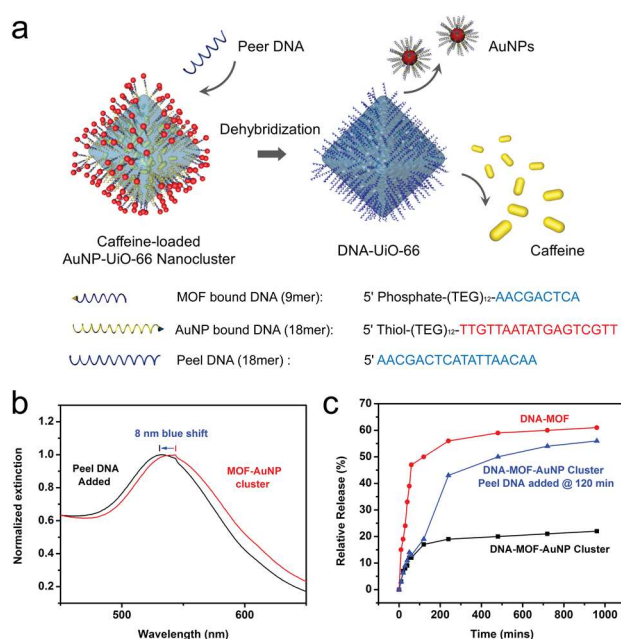 a
Peer DNA
AuNPs
Dehybridization
Caffeine-loaded
AuNP-UiO-66 Nanocluster
DNA-UiO-66
Caffeine
MOF bound DNA (9mer): 5' Phosphate-(TEG)12-AACGACTCA
AuNP bound DNA (18mer): 5' Thiol-(TEG)12-TTGTTAATATGAGTCGTT
Peel DNA (18mer) : 5' AACGACTCATATTAACAA
b
8 nm blue shift
Peel DNA
Added
MOF-AuNP
cluster
Normalized extinction
1.2
1.0
0.8
0.6
0.4
0.2
500
600
Wavelength (nm)
c
DNA-MOF
DNA-MOF-AuNP Cluster
Peel DNA added @ 120 min
DNA-MOF-AuNP Cluster
Relative Release (%)
70
60
50
40
30
20
10
0
0
200
400
600
800
1000
Time (mins)